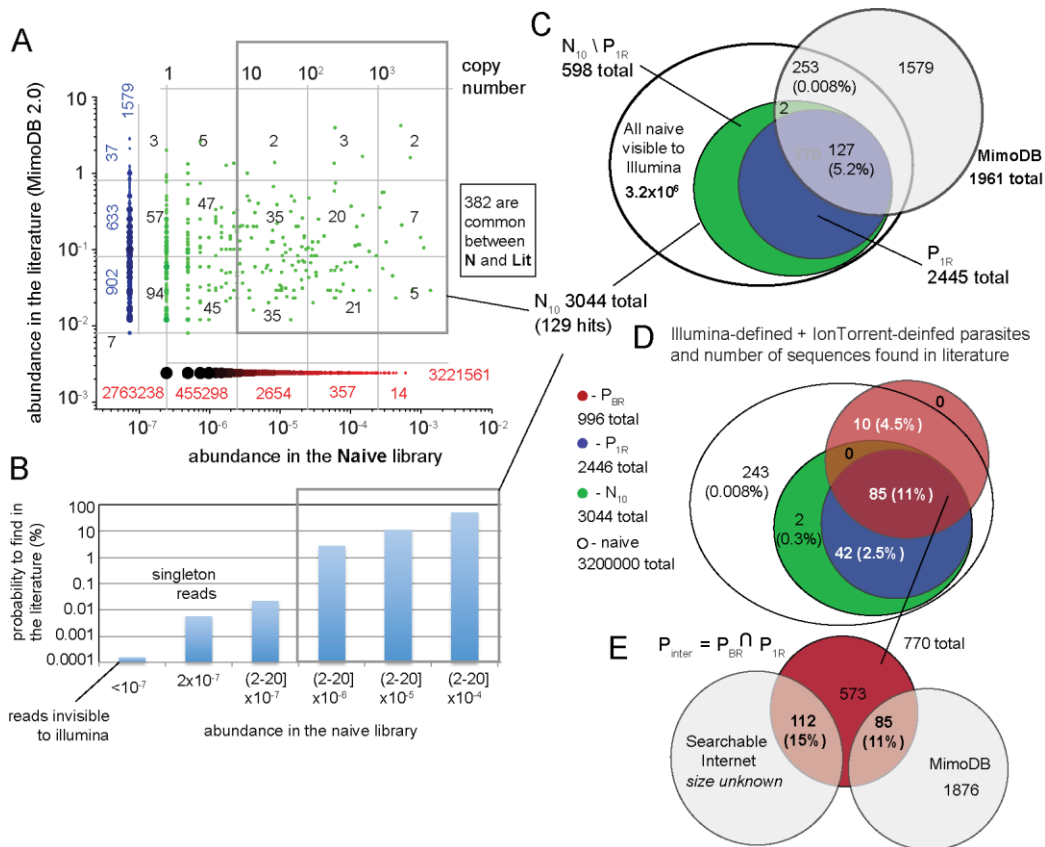 A
1
10
10²
10³
copy
number
abundance in the literature (MimoDB 2.0)
10
1
10⁻¹
10⁻²
10⁻³
1579
37
633
902
7
3
6
2
3
2
57
47
35
20
7
94
45
35
21
5
2763238
455298
2654
357
14
3221561
10⁻⁷
10⁻⁶
10⁻⁵
10⁻⁴
10⁻³
10⁻²
abundance in the Naive library
382 are
common
between
N and Lit
N₁₀ 3044 total
(129 hits)
B
probability to find in
the literature (%)
100
10
1
0.1
0.01
0.001
0.0001
singleton
reads
<10⁻⁷
2x10⁻⁷
(2-20]
x10⁻⁷
(2-20]
x10⁻⁶
(2-20]
x10⁻⁵
(2-20]
x10⁻⁴
reads invisible
to illumina
abundance in the naive library
C
N₁₀ \ P₁R
598 total
253
(0.008%)
1579
2
All naive
visible to
Illumina
3.2x10⁶
770
127
(5.2%)
MimoDB
1961 total
P₁R
2445 total
D
Illumina-defined + IonTorrent-deinfed parasites
and number of sequences found in literature
- P_BR
996 total
- P₁R
2446 total
- N₁₀
3044 total
- naive
3200000 total
0
10 (4.5%)
0
243
(0.008%)
85 (11%)
2
(0.3%)
42 (2.5%)
770 total
E
P_inter = P_BR ∩ P₁R
573
112
(15%)
85
(11%)
Searchable
Internet
size unknown
MimoDB
1876